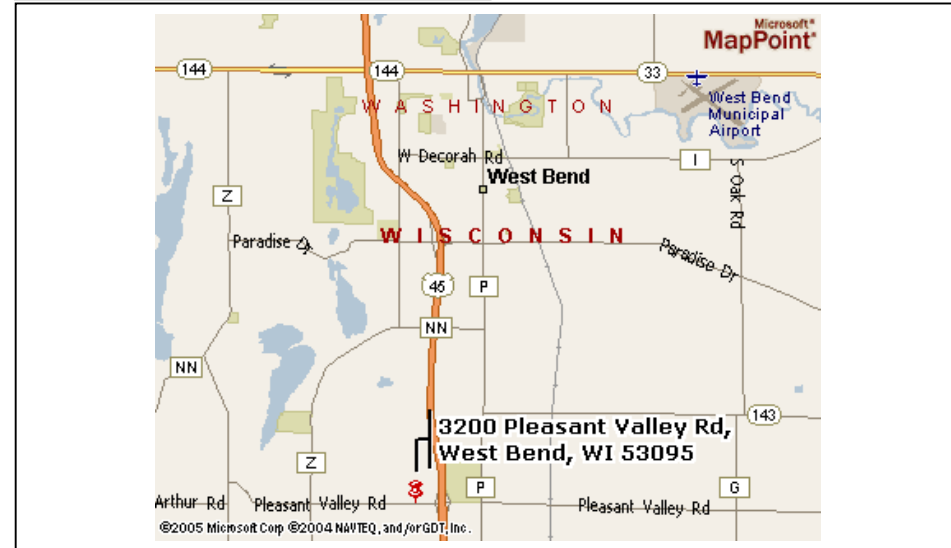 Microsoft®
MapPoint®
144
144
33
West Bend
Municipal
Airport
WASHINGTON
W Decorah Rd
I
West Bend
S Oak Rd
Z
WISCONSIN
Paradise Dr
Paradise Dr
45
P
NN
NN
143
3200 Pleasant Valley Rd,
West Bend, WI 53095
Z
P
G
Arthur Rd
Pleasant Valley Rd
Pleasant Valley Rd
©2005 Microsoft Corp ©2004 NAVTEQ, and/or GDT, Inc.